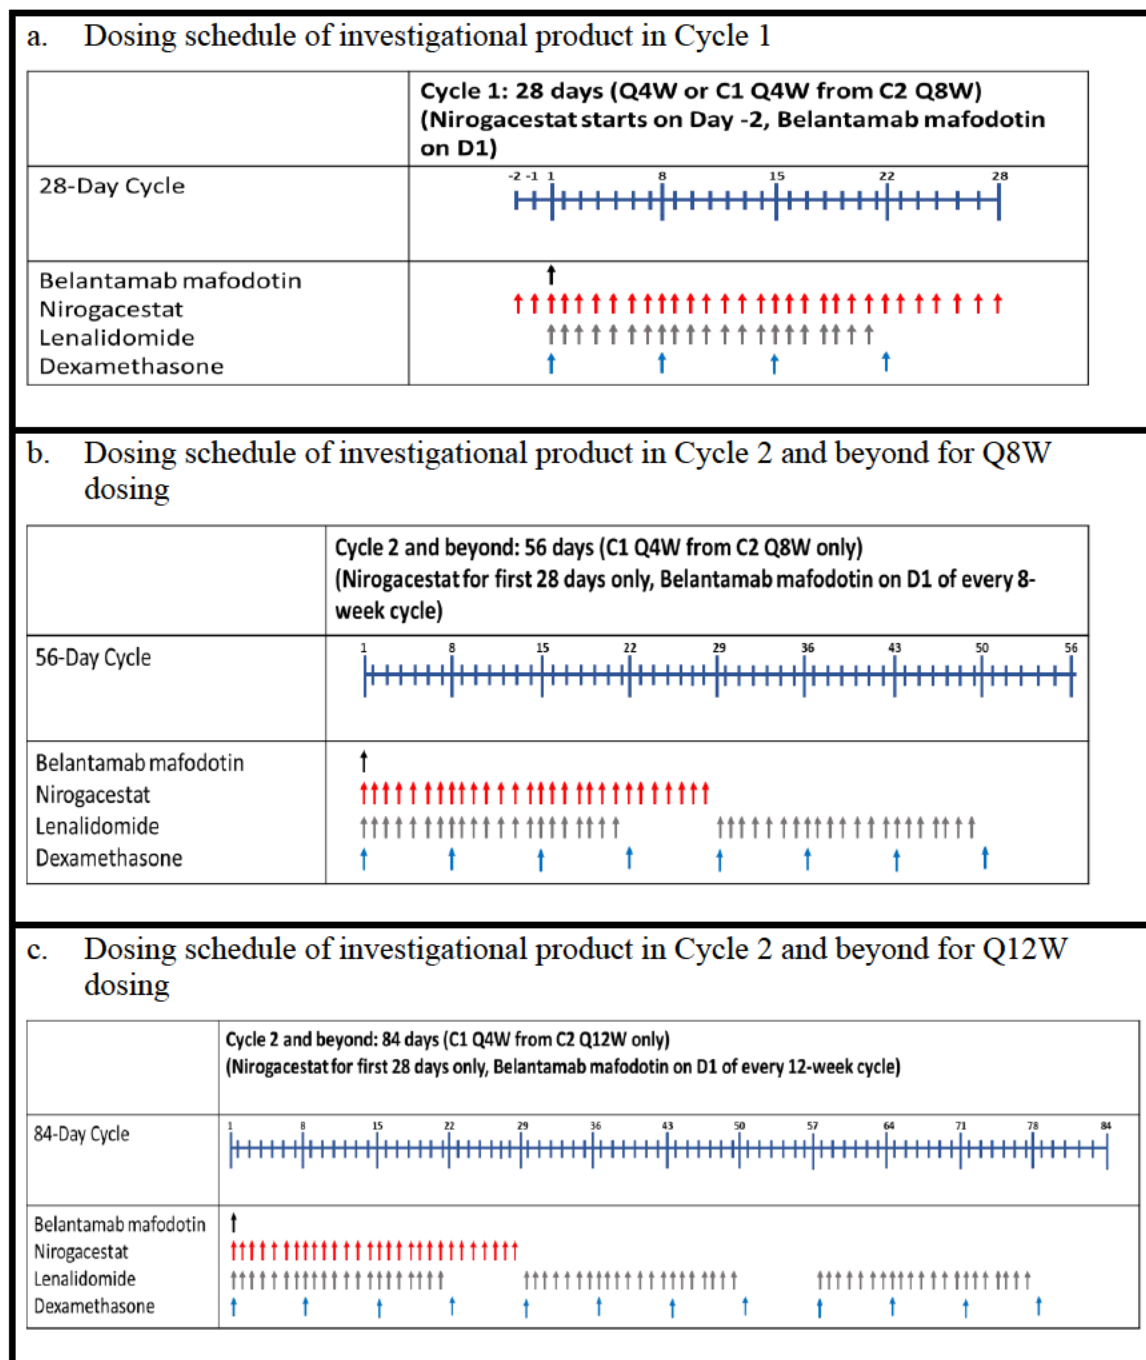 a. Dosing schedule of investigational product in Cycle 1
Cycle 1: 28 days (Q4W or C1 Q4W from C2 Q8W)
(Nirogacestat starts on Day -2, Belantamab mafodotin
on D1)
28-Day Cycle
-2 -1 1 8 15 22 28
Belantamab mafodotin
Nirogacestat
Lenalidomide
Dexamethasone
b. Dosing schedule of investigational product in Cycle 2 and beyond for Q8W
dosing
Cycle 2 and beyond: 56 days (C1 Q4W from C2 Q8W only)
(Nirogacestat for first 28 days only, Belantamab mafodotin on D1 of every 8-
week cycle)
56-Day Cycle
1 8 15 22 29 36 43 50 56
Belantamab mafodotin
Nirogacestat
Lenalidomide
Dexamethasone
c. Dosing schedule of investigational product in Cycle 2 and beyond for Q12W
dosing
Cycle 2 and beyond: 84 days (C1 Q4W from C2 Q12W only)
(Nirogacestat for first 28 days only, Belantamab mafodotin on D1 of every 12-week cycle)
84-Day Cycle
1 8 15 22 29 36 43 50 57 64 71 78 84
Belantamab mafodotin
Nirogacestat
Lenalidomide
Dexamethasone